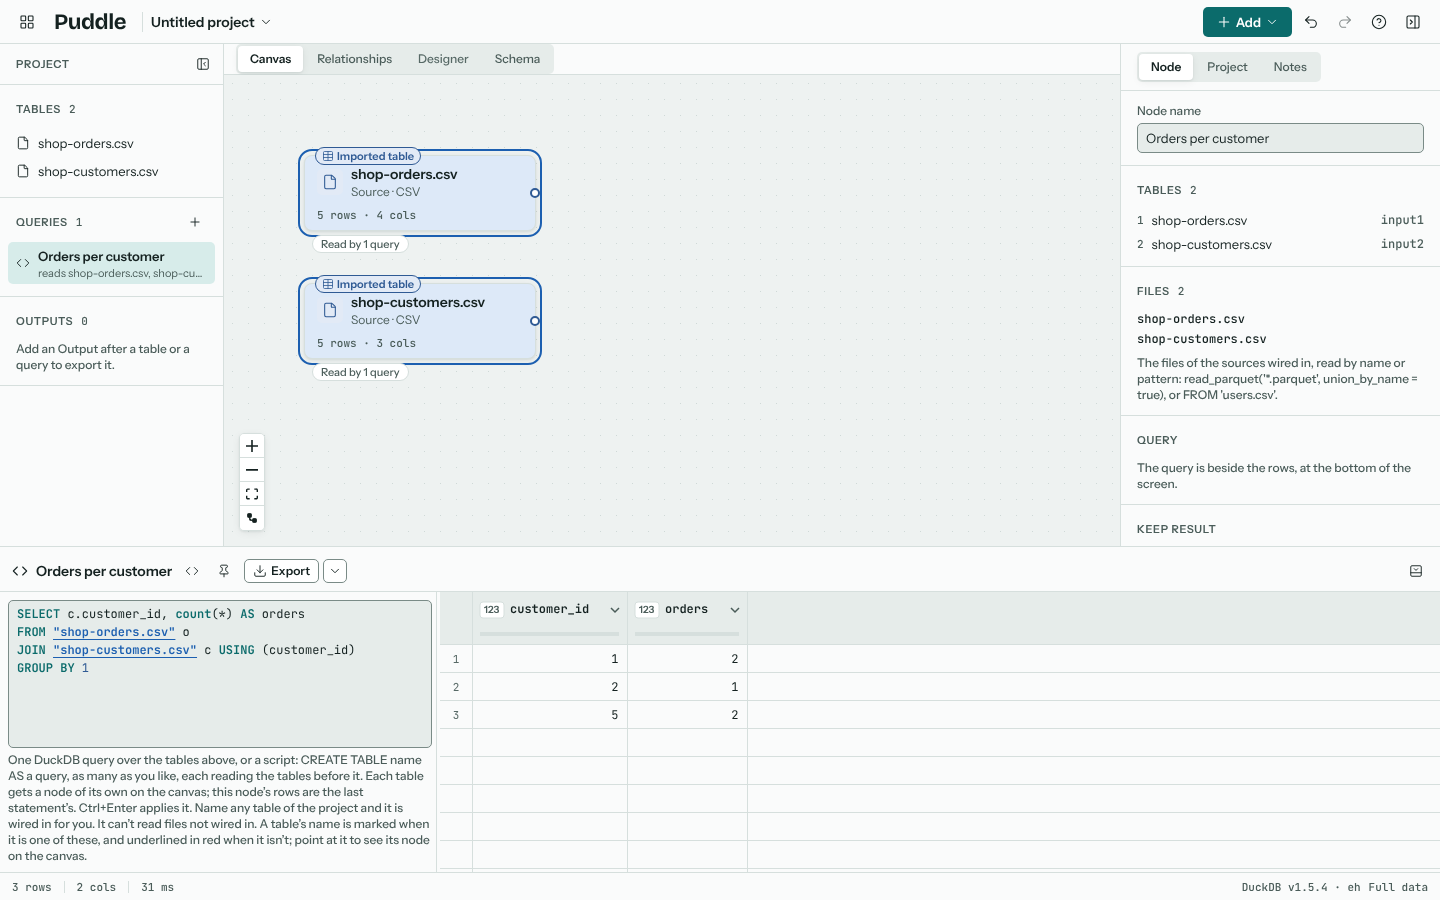 Puddle
Untitled project
Add
PROJECT
TABLES 2
shop-orders.csv
shop-customers.csv
QUERIES 1
Orders per customer
reads shop-orders.csv, shop-cu...
OUTPUTS 0
Add an Output after a table or a
query to export it.
Canvas
Relationships
Designer
Schema
Imported table
shop-orders.csv
Source · CSV
5 rows · 4 cols
Read by 1 query
Imported table
shop-customers.csv
Source · CSV
5 rows · 3 cols
Read by 1 query
Node
Project
Notes
Node name
Orders per customer
TABLES 2
1 shop-orders.csv input1
2 shop-customers.csv input2
FILES 2
shop-orders.csv
shop-customers.csv
The files of the sources wired in, read by name or
pattern: read_parquet('*.parquet', union_by_name =
true), or FROM 'users.csv'.
QUERY
The query is beside the rows, at the bottom of the
screen.
KEEP RESULT
Orders per customer
Export
SELECT c.customer_id, count(*) AS orders
FROM "shop-orders.csv" o
JOIN "shop-customers.csv" c USING (customer_id)
GROUP BY 1
One DuckDB query over the tables above, or a script: CREATE TABLE name
AS a query, as many as you like, each reading the tables before it. Each table
gets a node of its own on the canvas; this node's rows are the last
statement's. Ctrl+Enter applies it. Name any table of the project and it is
wired in for you. It can't read files not wired in. A table's name is marked when
it is one of these, and underlined in red when it isn't; point at it to see its node
on the canvas.
123 customer_id 123 orders
1 1 2
2 2 1
3 5 2
3 rows 2 cols 31 ms
DuckDB v1.5.4 · eh Full data